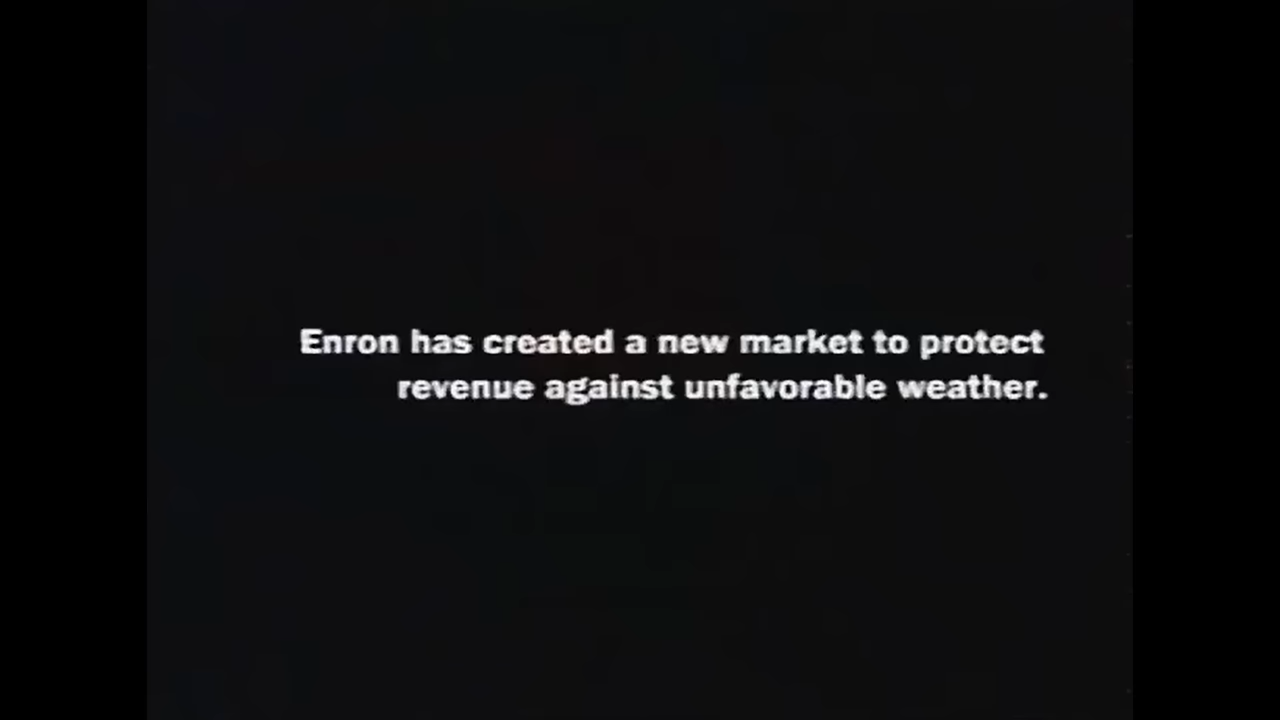 Enron has created a new market to protect
revenue against unfavorable weather.